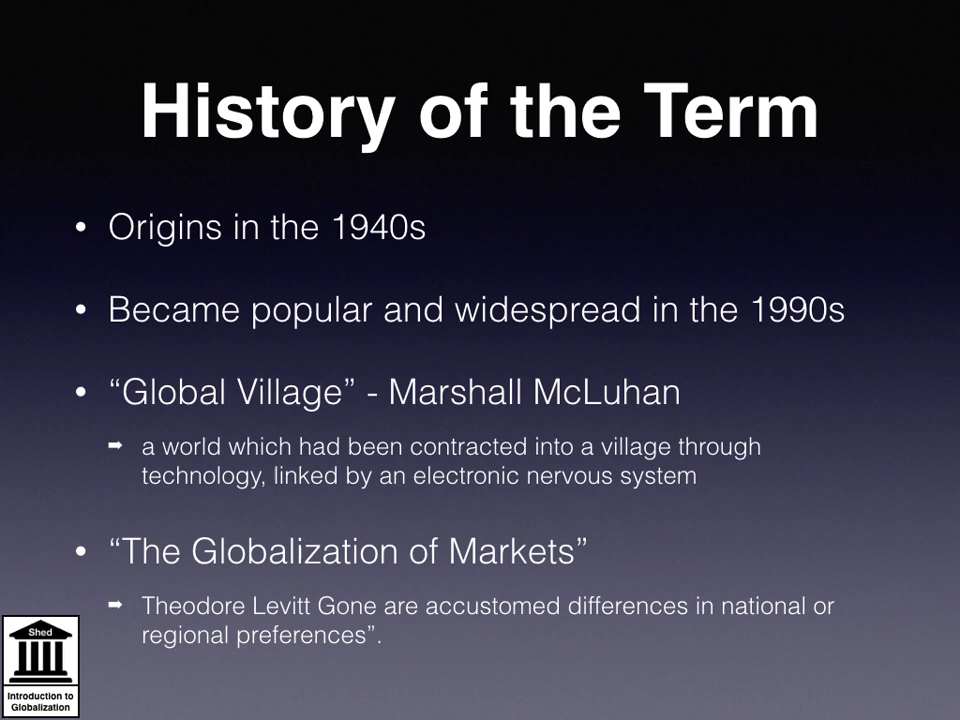 History of the Term
• Origins in the 1940s
• Became popular and widespread in the 1990s
• “Global Village” - Marshall McLuhan
➡ a world which had been contracted into a village through
technology, linked by an electronic nervous system
• “The Globalization of Markets”
➡ Theodore Levitt Gone are accustomed differences in national or
regional preferences”.
Shed
Introduction to
Globalization